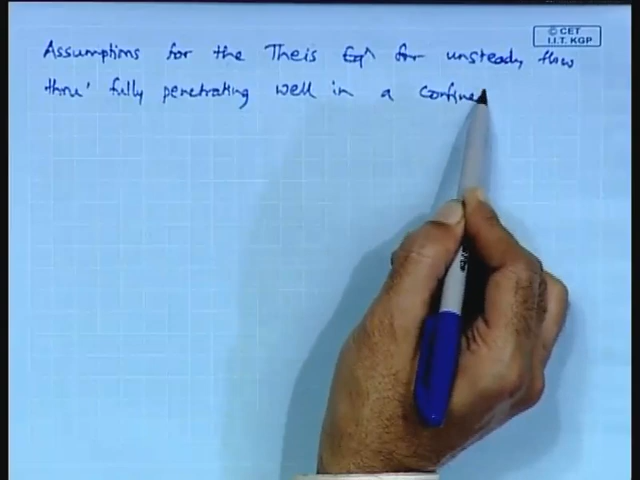 © CET
I.I.T. KGP
Assumptions for the Theis Eqn for unsteady flow
thru' fully penetrating well in a confine